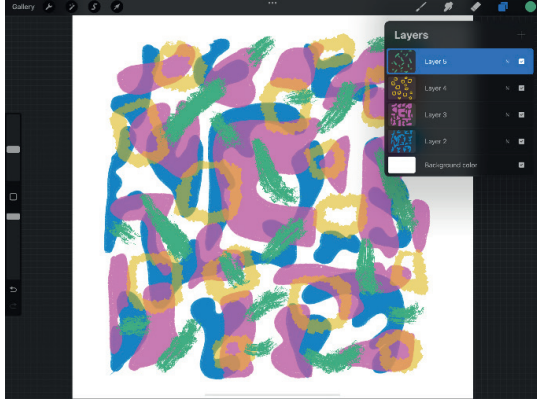 Gallery
Layers
Layer 5
N
Layer 4
N
Layer 3
N
Layer 2
N
Background color